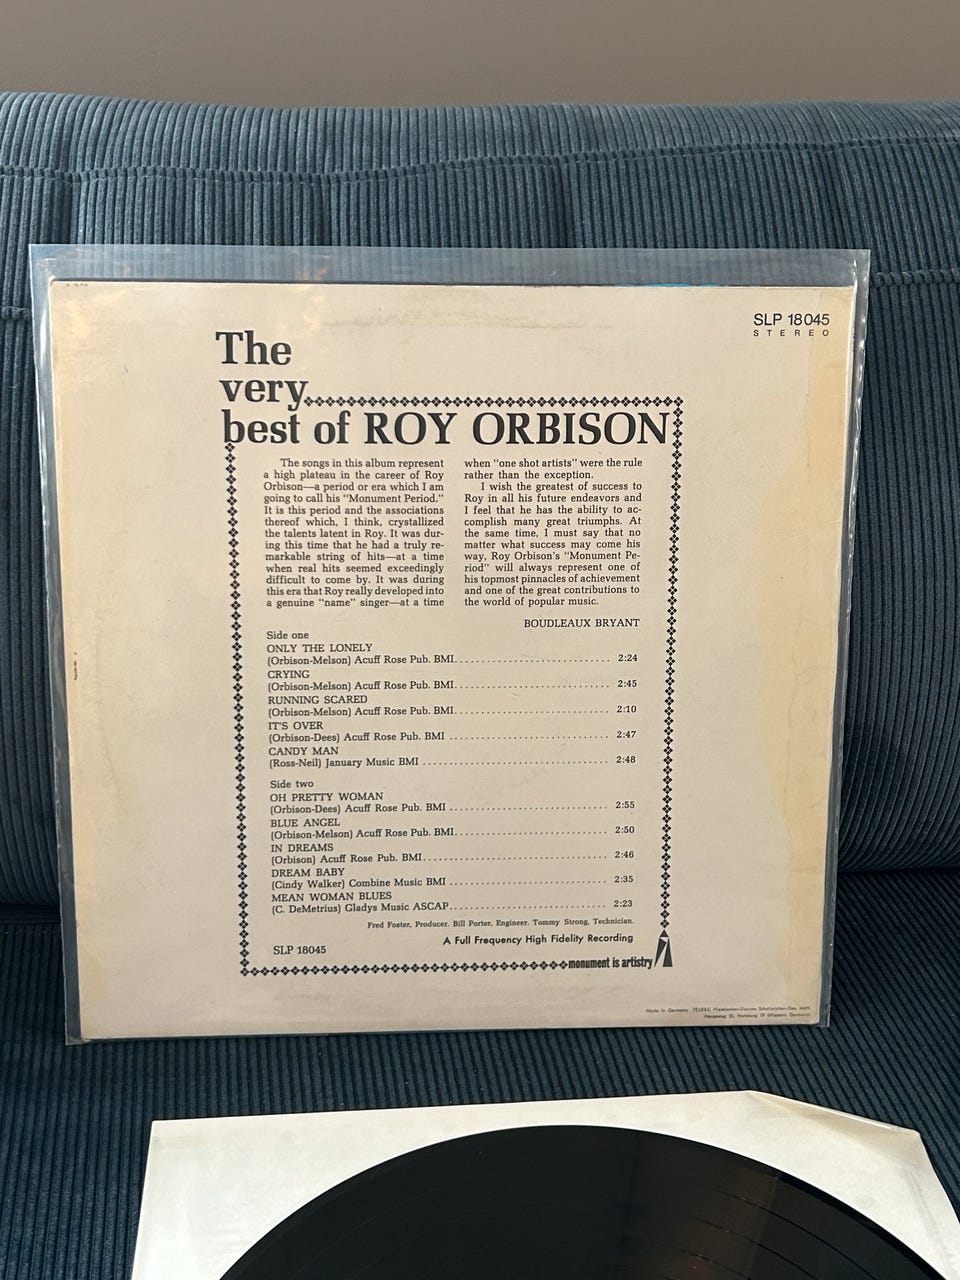 SLP 18045
STEREO
The
very
best of ROY ORBISON
The songs in this album represent
a high plateau in the career of Roy
Orbison—a period or era which I am
going to call his "Monument Period."
It is this period and the associations
thereof which, I think, crystallized
the talents latent in Roy. It was dur-
ing this time that he had a truly re-
markable string of hits—at a time
when real hits seemed exceedingly
difficult to come by. It was during
this era that Roy really developed into
a genuine "name" singer—at a time
when "one shot artists" were the rule
rather than the exception.
I wish the greatest of success to
Roy in all his future endeavors and
I feel that he has the ability to ac-
complish many great triumphs. At
the same time, I must say that no
matter what success may come his
way, Roy Orbison's "Monument Pe-
riod" will always represent one of
his topmost pinnacles of achievement
and one of the great contributions to
the world of popular music.
BOUDLEAUX BRYANT
Side one
ONLY THE LONELY
(Orbison-Melson) Acuff Rose Pub. BMI. 2:24
CRYING
(Orbison-Melson) Acuff Rose Pub. BMI. 2:45
RUNNING SCARED
(Orbison-Melson) Acuff Rose Pub. BMI. 2:10
IT'S OVER
(Orbison-Dees) Acuff Rose Pub. BMI 2:47
CANDY MAN
(Ross-Neil) January Music BMI 2:48
Side two
OH PRETTY WOMAN
(Orbison-Dees) Acuff Rose Pub. BMI 2:55
BLUE ANGEL
(Orbison-Melson) Acuff Rose Pub. BMI. 2:50
IN DREAMS
(Orbison) Acuff Rose Pub. BMI. 2:46
DREAM BABY
(Cindy Walker) Combine Music BMI 2:35
MEAN WOMAN BLUES
(C. DeMetrius) Gladys Music ASCAP. 2:23
Fred Foster, Producer. Bill Porter, Engineer. Tommy Strong, Technician.
A Full Frequency High Fidelity Recording
SLP 18045
monument is artistry
Made in Germany. TELDEC »Telefunken-Decca« Schallplatten-Ges. mbH.
Hamburg 19 (Western Germany)